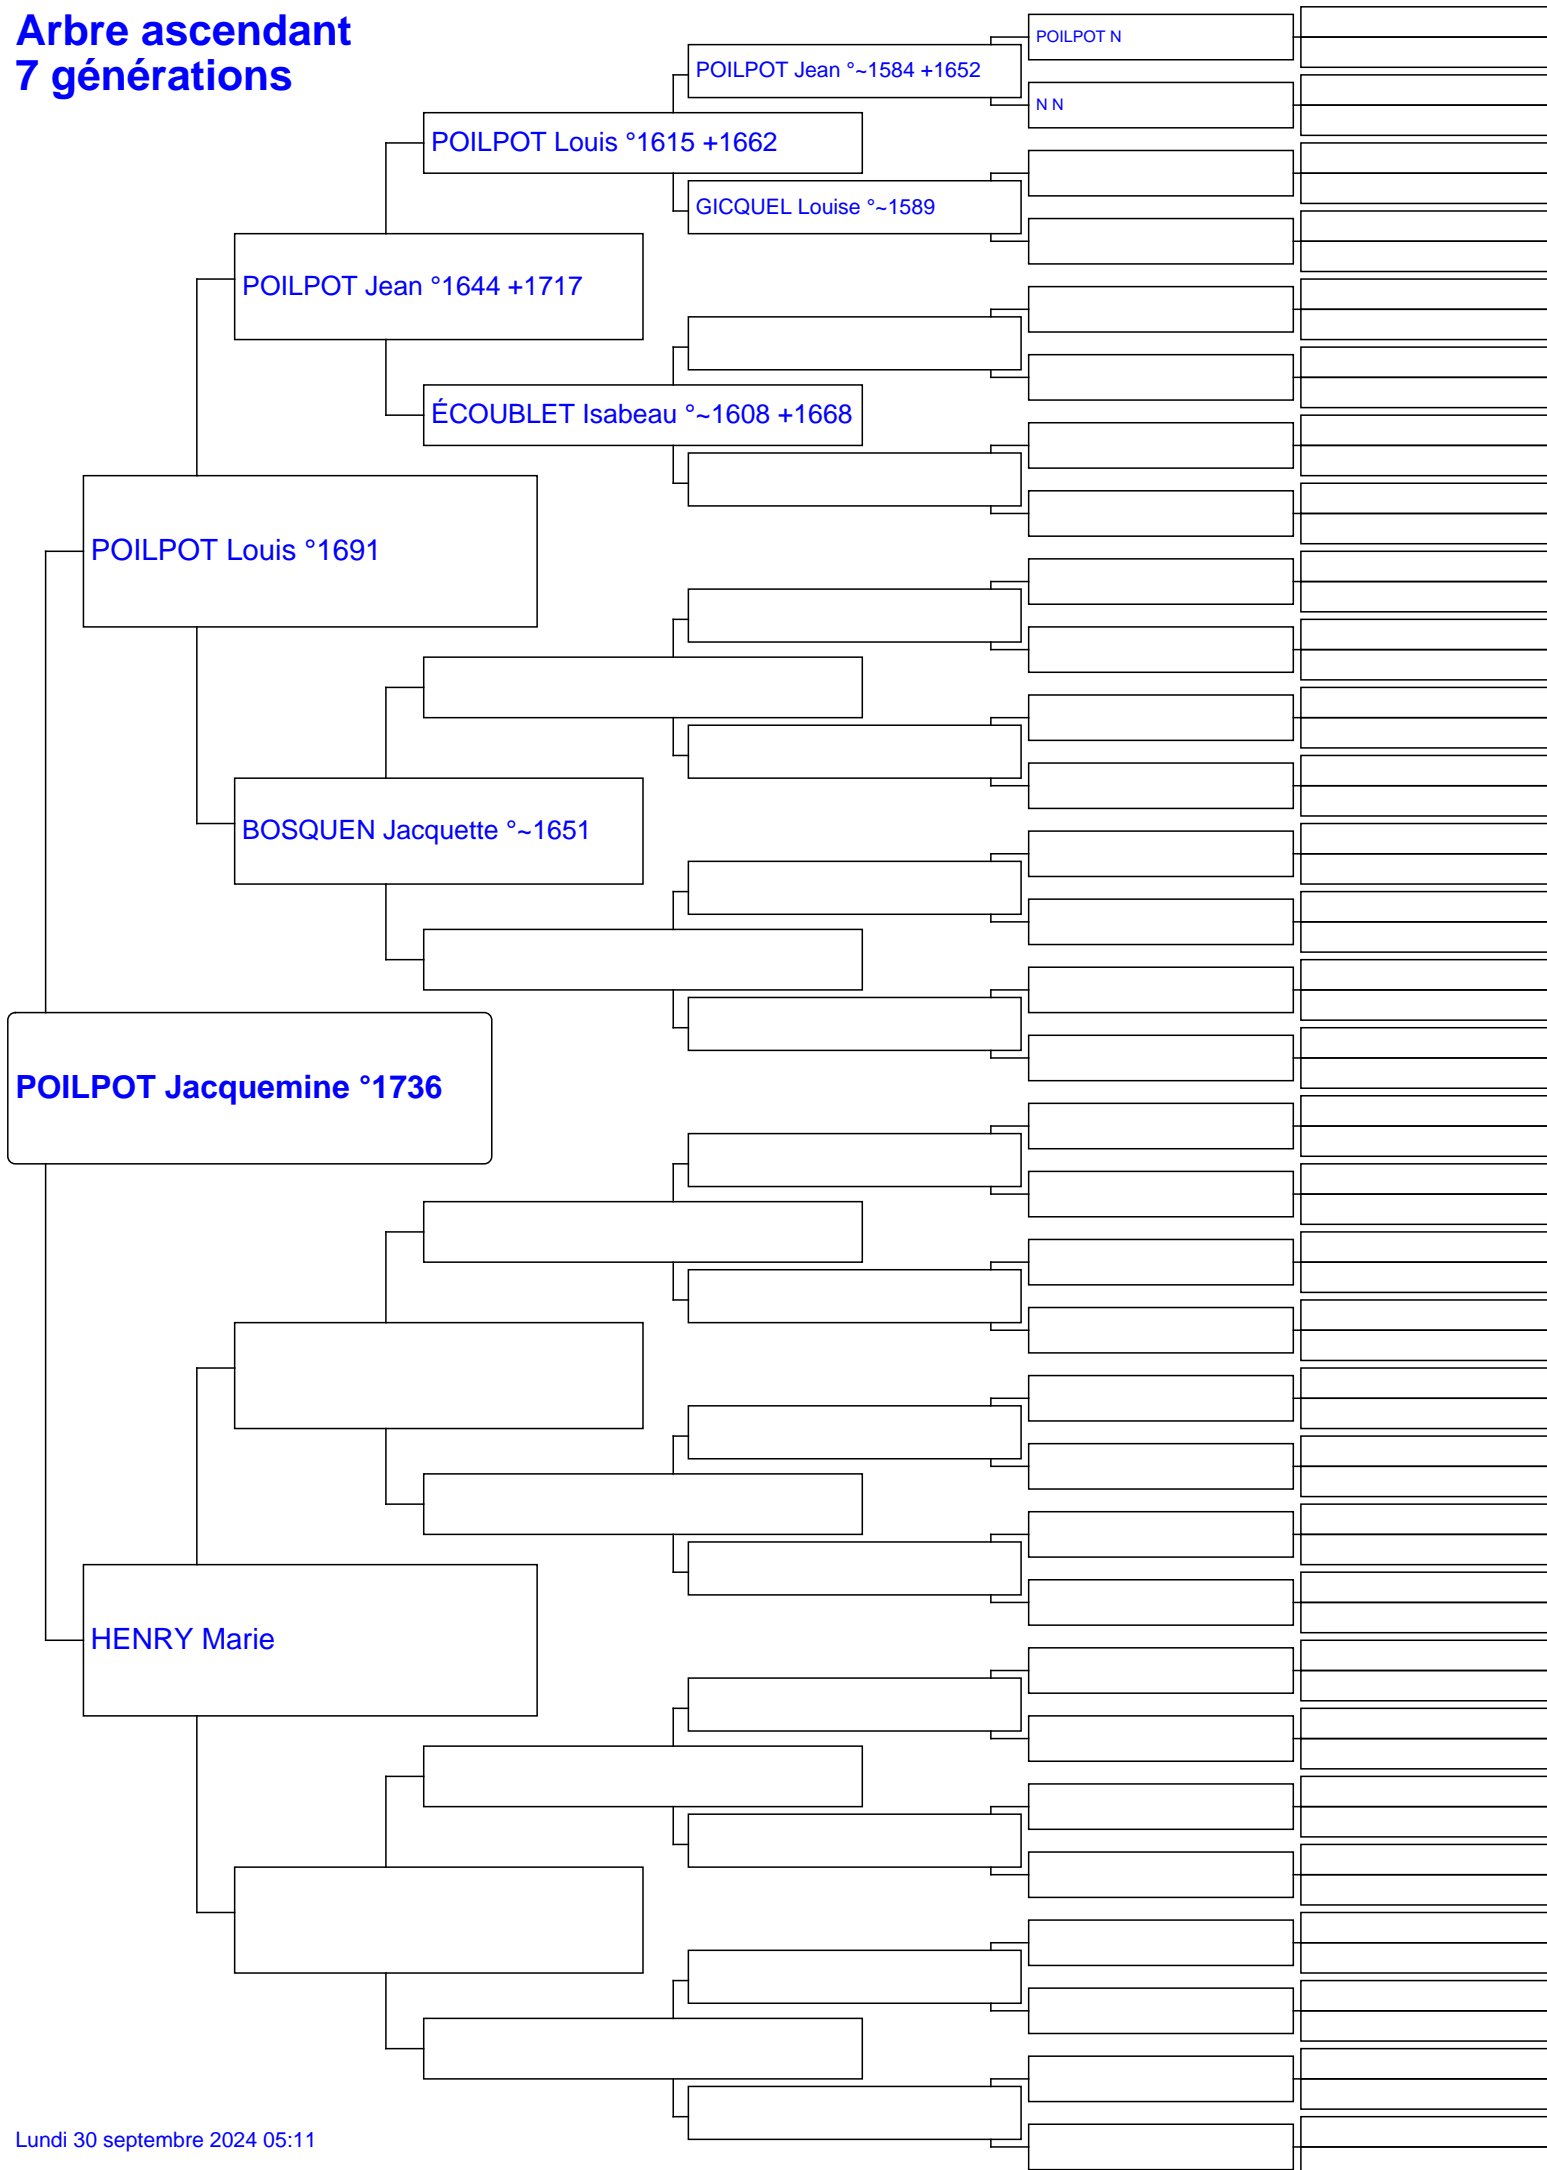 Arbre ascendant
7 générations
POILPOT N
POILPOT Jean °~1584 +1652
N N
POILPOT Louis °1615 +1662
GICQUEL Louise °~1589
POILPOT Jean °1644 +1717
ÉCOUBLET Isabeau °~1608 +1668
POILPOT Louis °1691
BOSQUEN Jacquette °~1651
POILPOT Jacquemine °1736
HENRY Marie
Lundi 30 septembre 2024 05:11